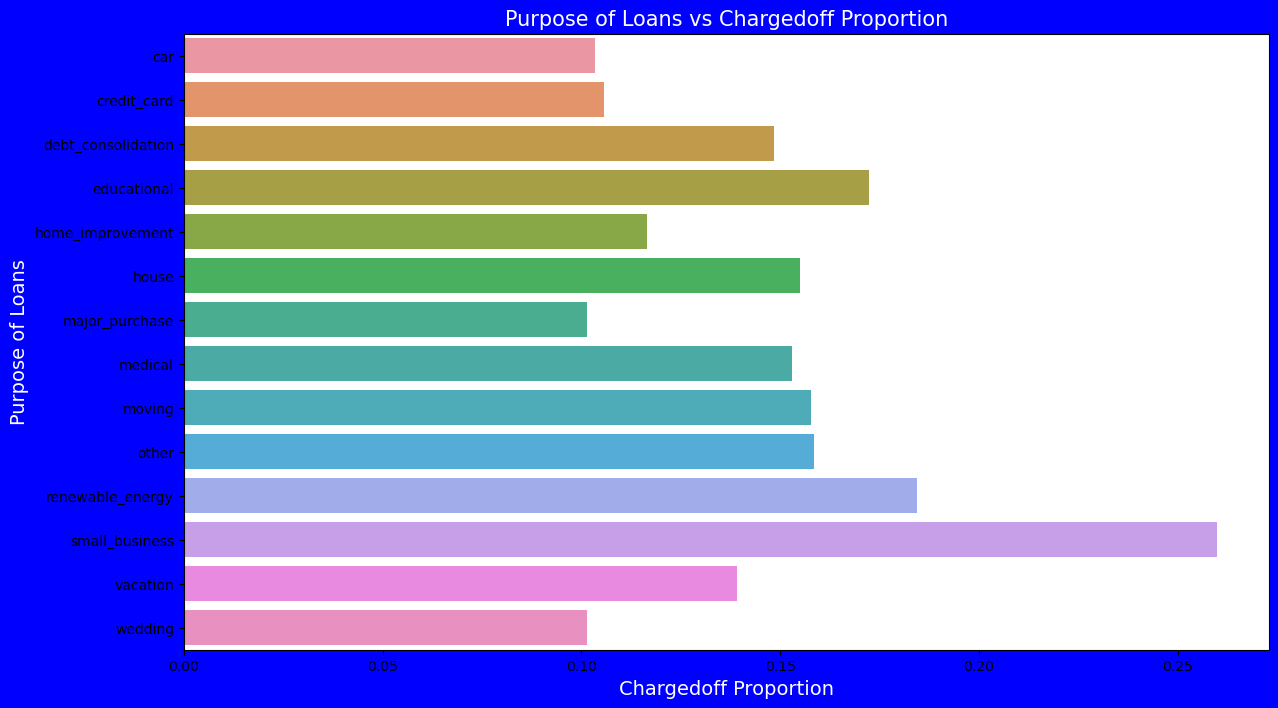 Purpose of Loans vs Chargedoff Proportion
Purpose of Loans
car
credit_card
debt_consolidation
educational
home_improvement
house
major_purchase
medical
moving
other
renewable_energy
small_business
vacation
wedding
0.00 0.05 0.10 0.15 0.20 0.25
Chargedoff Proportion